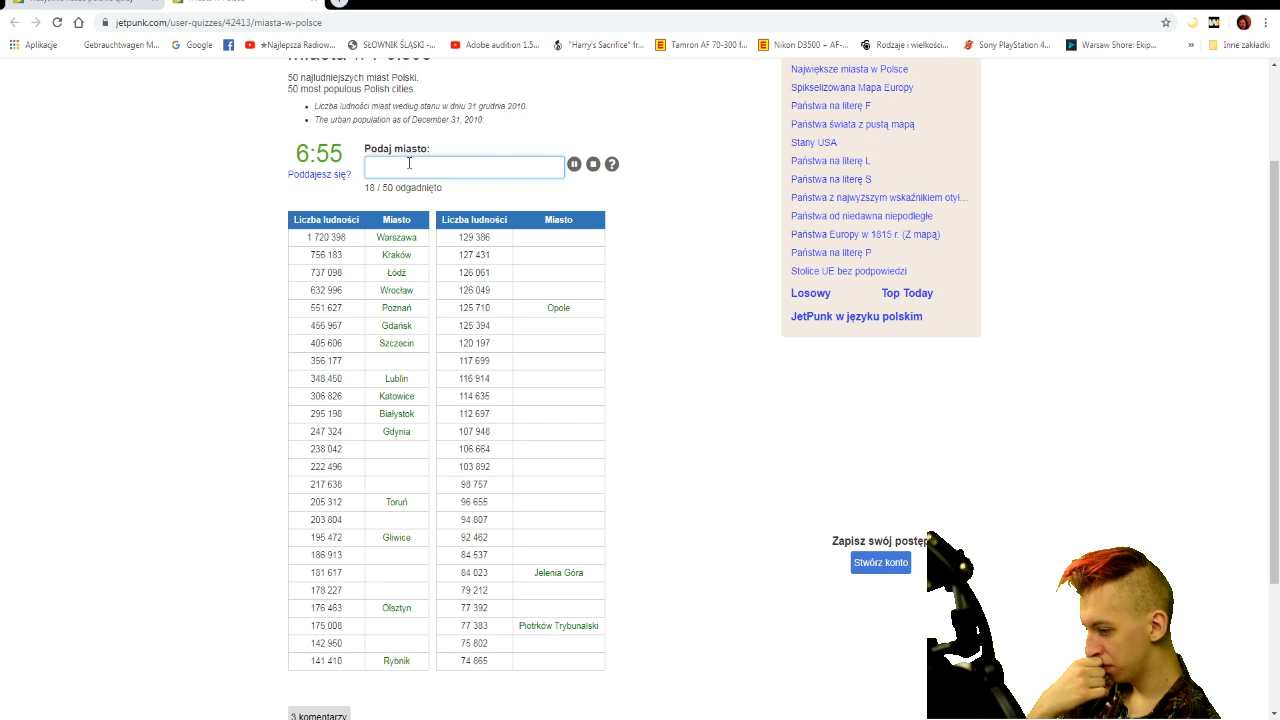 jetpunk.com/user-quizzes/42413/miasta-w-polsce
Aplikacje
Gebrauchtwagen M...
Google
★Najlepsza Radiow...
SŁOWNIK ŚLĄSKI -...
Adobe audition 1.5...
"Harry's Sacrifice" fr...
Tamron AF 70-300 f...
Nikon D3500 + AF-...
Rodzaje i wielkości...
Sony PlayStation 4...
Warsaw Shore: Ekip...
»
Inne zakładki
50 najludniejszych miast Polski.
50 most populous Polish cities.
• Liczba ludności miast według stanu w dniu 31 grudnia 2010.
• The urban population as of December 31, 2010.
6:55
Poddajesz się?
Podaj miasto:
18 / 50 odgadnięto
Liczba ludności Miasto Liczba ludności Miasto
1 720 398 Warszawa 129 386
756 183 Kraków 127 431
737 098 Łódź 126 061
632 996 Wrocław 126 049
551 627 Poznań 125 710 Opole
456 967 Gdańsk 125 394
405 606 Szczecin 120 197
356 177 117 699
348 450 Lublin 116 914
306 826 Katowice 114 635
295 198 Białystok 112 697
247 324 Gdynia 107 948
238 042 106 664
222 496 103 892
217 638 98 757
205 312 Toruń 96 655
203 804 94 807
195 472 Gliwice 92 462
186 913 84 537
181 617 84 023 Jelenia Góra
178 227 79 212
176 463 Olsztyn 77 392
175 008 77 383 Piotrków Trybunalski
142 950 75 802
141 410 Rybnik 74 865
3 komentarzy
Największe miasta w Polsce
Spikselizowana Mapa Europy
Państwa na literę F
Państwa świata z pustą mapą
Stany USA
Państwa na literę L
Państwa na literę S
Państwa z najwyższym wskaźnikiem otył...
Państwa od niedawna niepodległe
Państwa Europy w 1815 r. (Z mapą)
Państwa na literę P
Stolice UE bez podpowiedzi
Losowy Top Today
JetPunk w języku polskim
Zapisz swój postęp
Stwórz konto